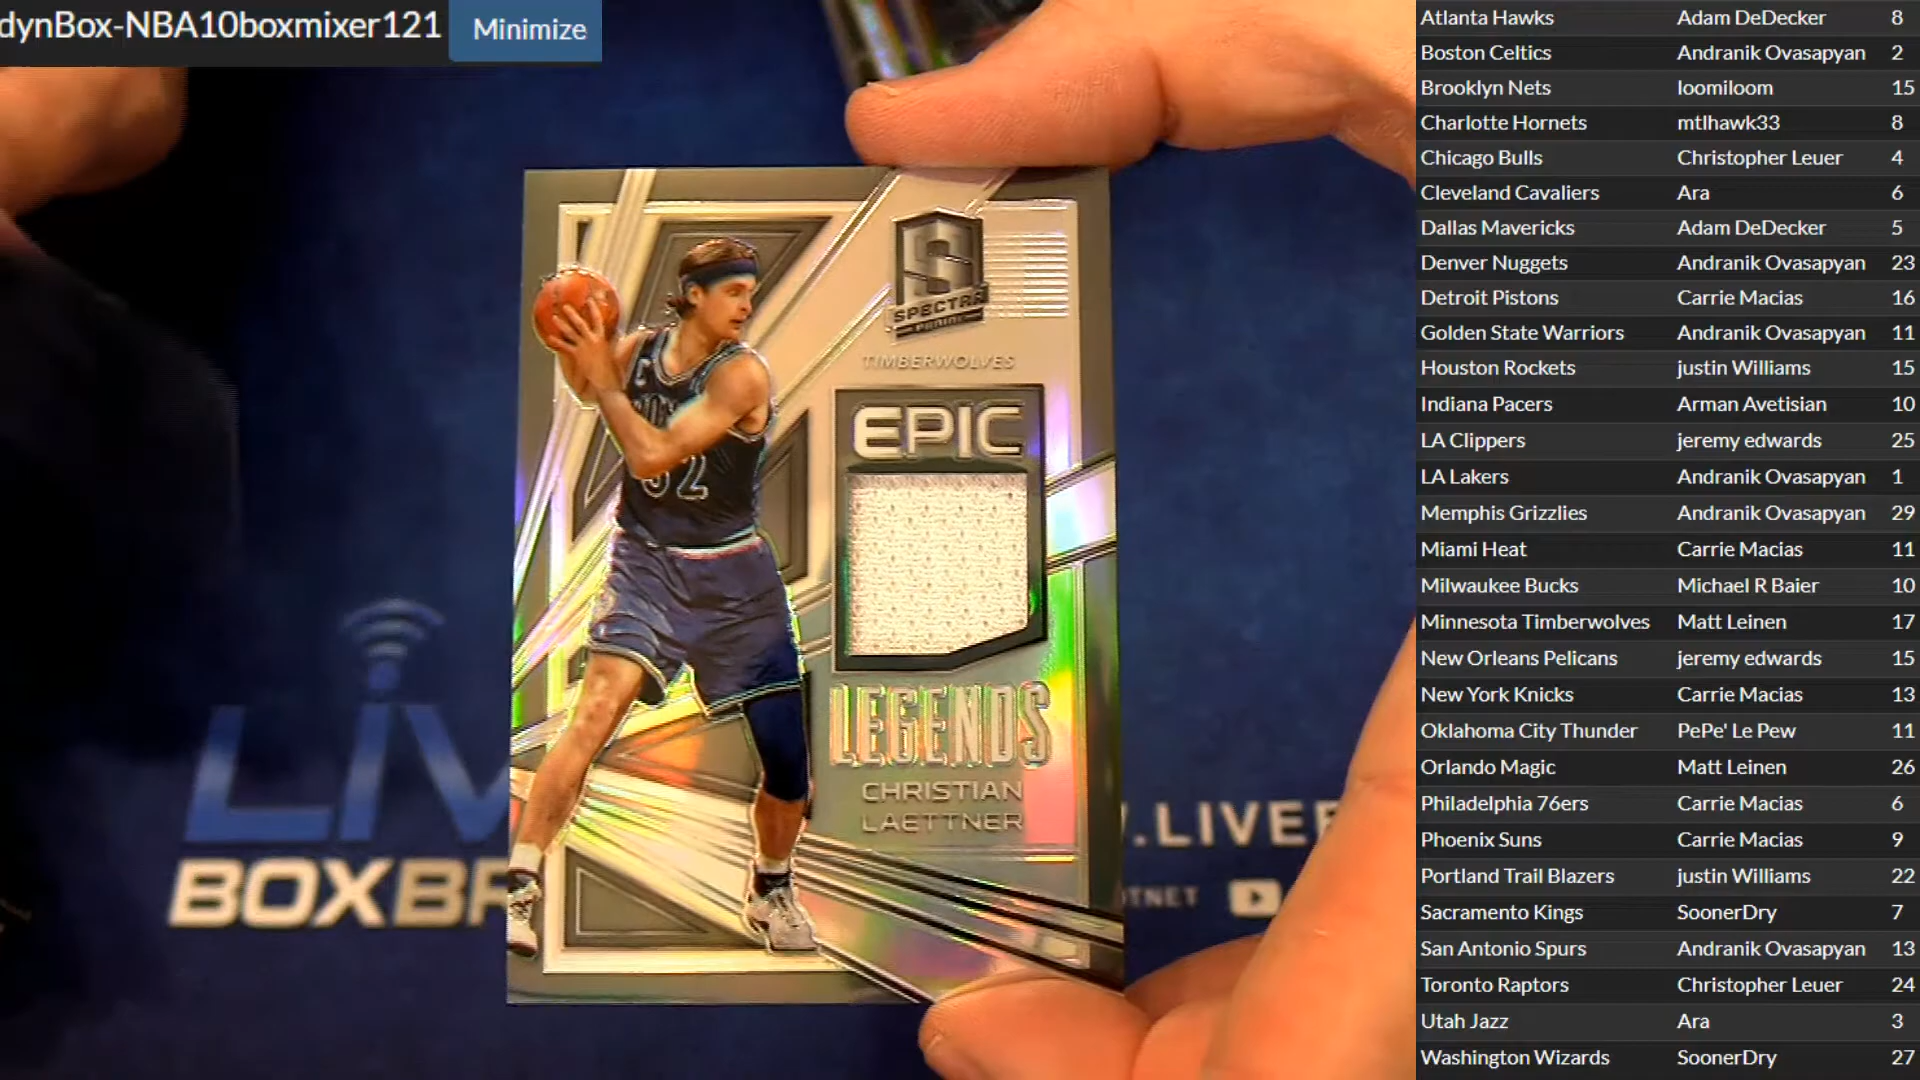 dynBox-NBA10boxmixer121 Minimize
SPECTRA
PANINI
TIMBERWOLVES
EPIC
32
LEGENDS
CHRISTIAN
LAETTNER
LIV
BOXBR
.LIVEE
TNET
Atlanta Hawks Adam DeDecker 8
Boston Celtics Andranik Ovasapyan 2
Brooklyn Nets loomiloom 15
Charlotte Hornets mtlhawk33 8
Chicago Bulls Christopher Leuer 4
Cleveland Cavaliers Ara 6
Dallas Mavericks Adam DeDecker 5
Denver Nuggets Andranik Ovasapyan 23
Detroit Pistons Carrie Macias 16
Golden State Warriors Andranik Ovasapyan 11
Houston Rockets justin Williams 15
Indiana Pacers Arman Avetisian 10
LA Clippers jeremy edwards 25
LA Lakers Andranik Ovasapyan 1
Memphis Grizzlies Andranik Ovasapyan 29
Miami Heat Carrie Macias 11
Milwaukee Bucks Michael R Baier 10
Minnesota Timberwolves Matt Leinen 17
New Orleans Pelicans jeremy edwards 15
New York Knicks Carrie Macias 13
Oklahoma City Thunder PePe' Le Pew 11
Orlando Magic Matt Leinen 26
Philadelphia 76ers Carrie Macias 6
Phoenix Suns Carrie Macias 9
Portland Trail Blazers justin Williams 22
Sacramento Kings SoonerDry 7
San Antonio Spurs Andranik Ovasapyan 13
Toronto Raptors Christopher Leuer 24
Utah Jazz Ara 3
Washington Wizards SoonerDry 27